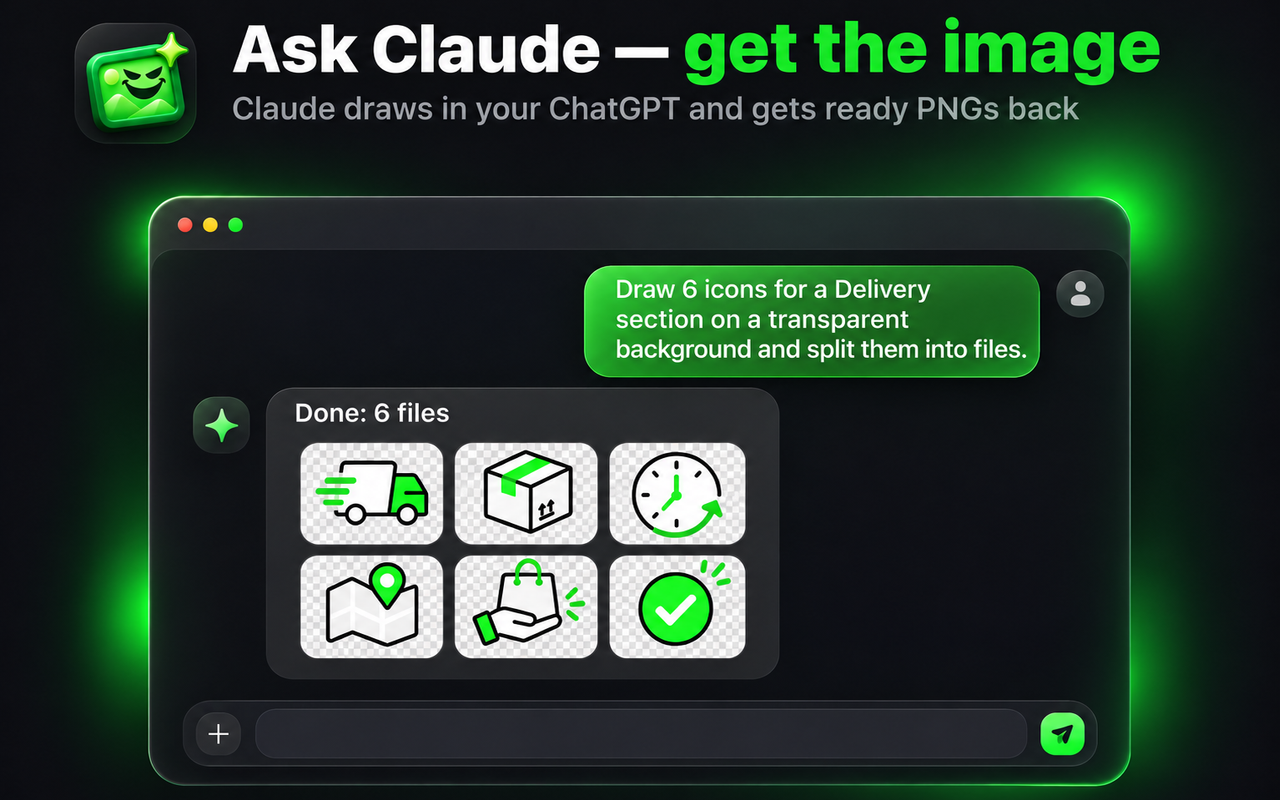 Ask Claude — get the image
Claude draws in your ChatGPT and gets ready PNGs back
Draw 6 icons for a Delivery
section on a transparent
background and split them into files.
Done: 6 files